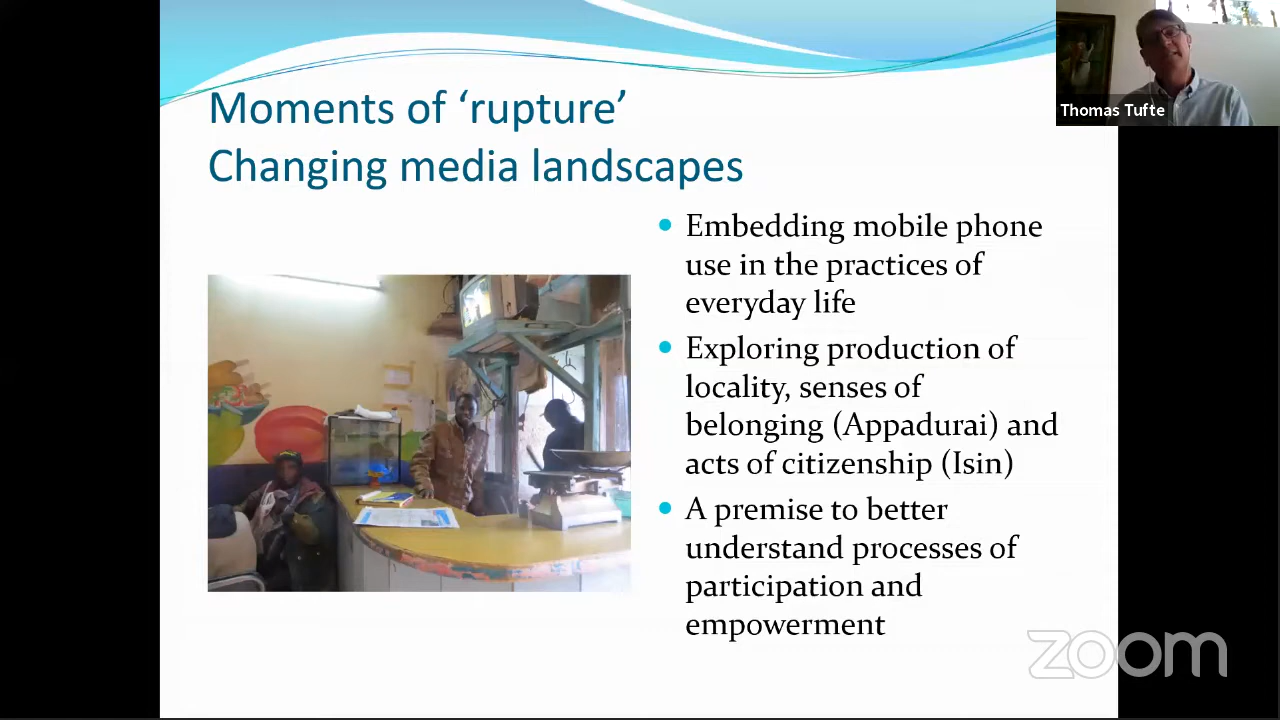 Moments of ‘rupture’
Changing media landscapes
Thomas Tufte
• Embedding mobile phone
use in the practices of
everyday life
• Exploring production of
locality, senses of
belonging (Appadurai) and
acts of citizenship (Isin)
• A premise to better
understand processes of
participation and
empowerment
zoom